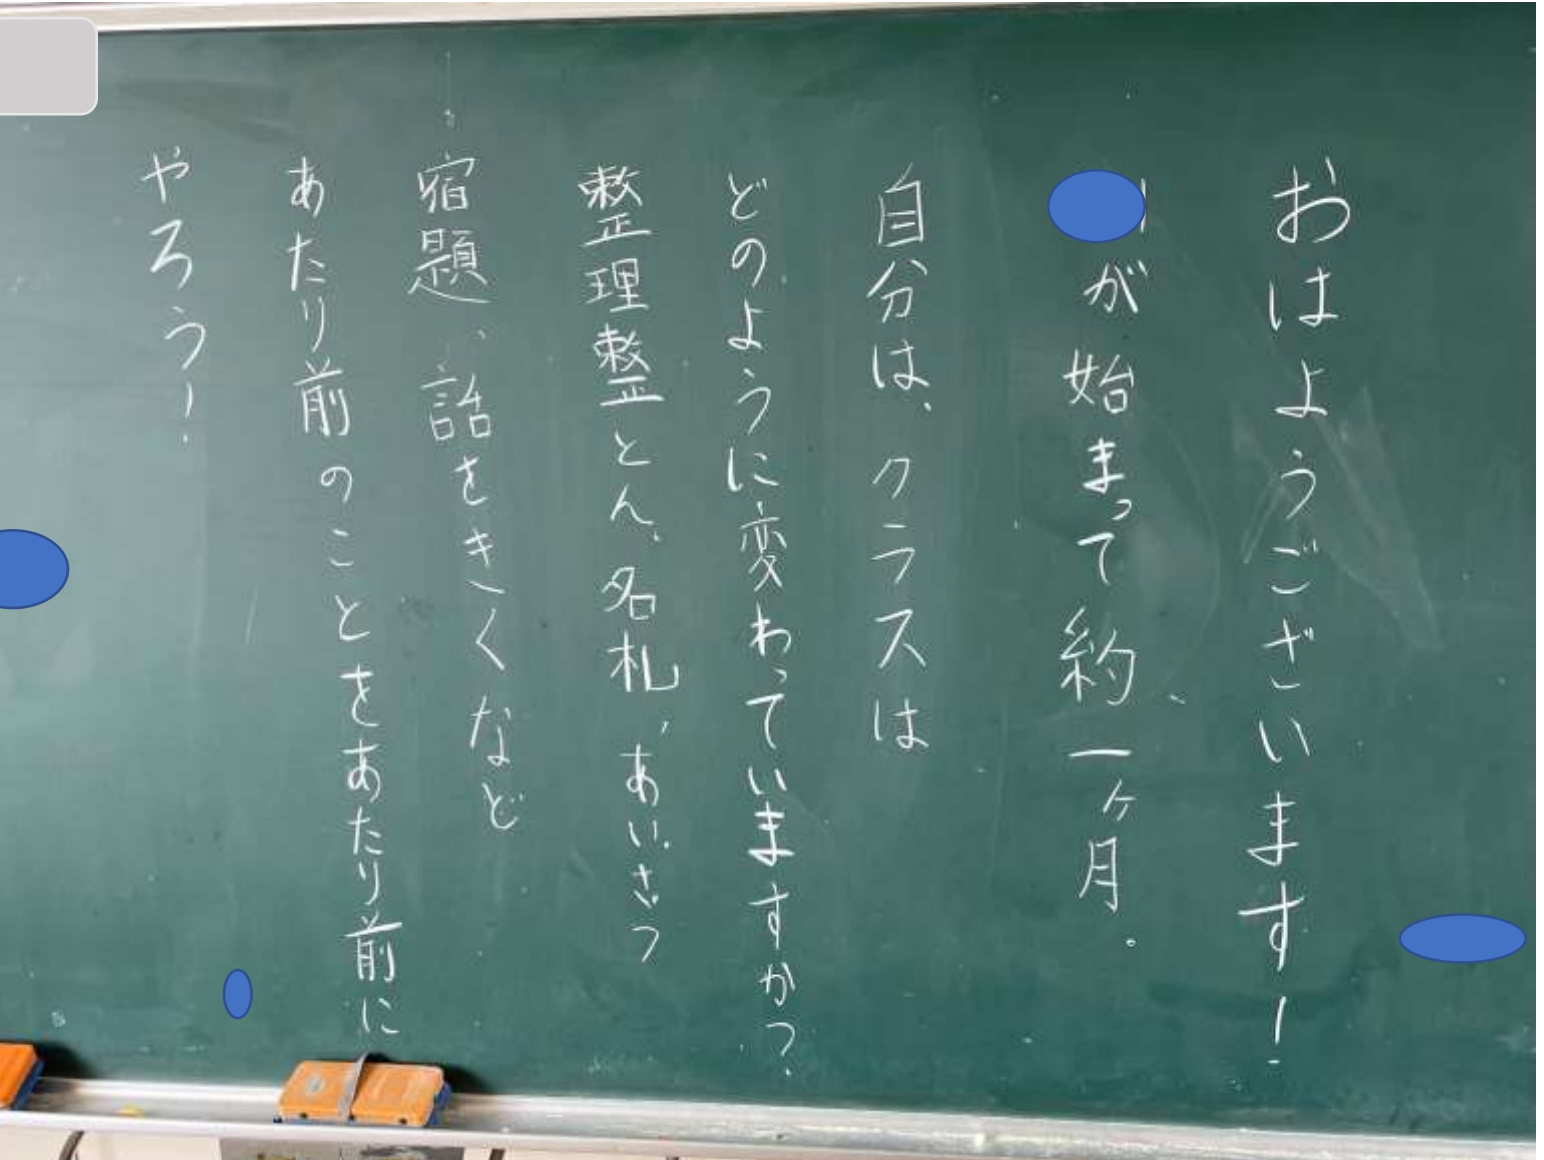 おはようございます！
が始まって約一ヶ月。
自分は、クラスは
どのように変わっていますか？
整理整とん、名札、あいさつ
宿題、話をきくなど
あたり前のことをあたり前に
やろう！